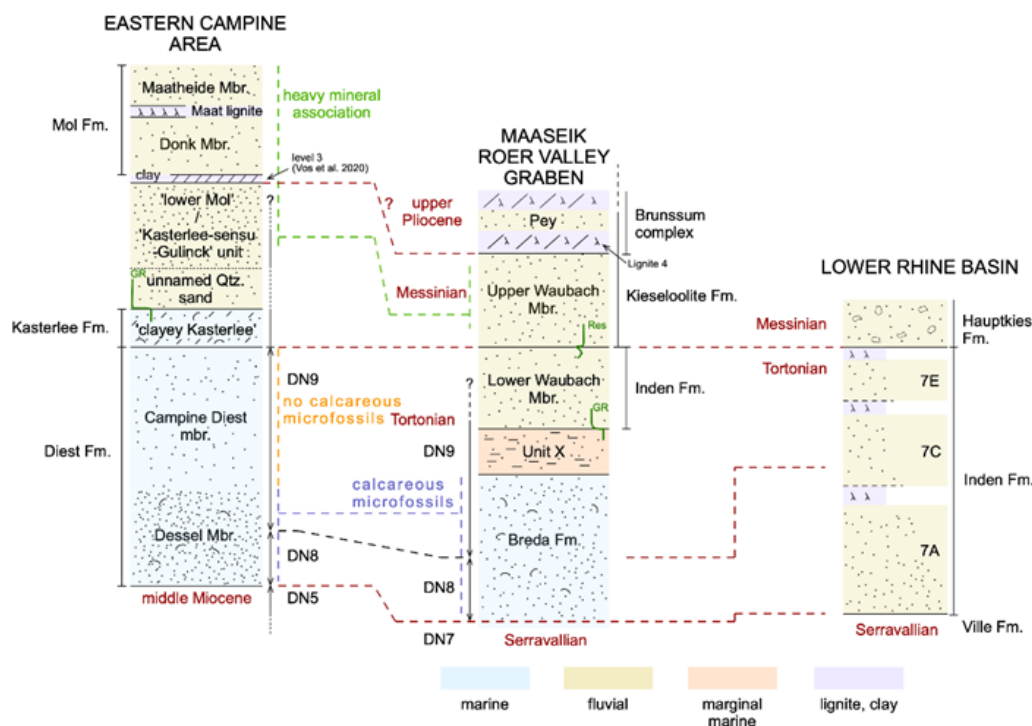 EASTERN CAMPINE
AREA
Mol Fm.
Maatheide Mbr.
Maat lignite
Donk Mbr.
clay
level 3
(Vos et al. 2020)
heavy mineral
association
?
'lower Mol'
/
'Kasterlee-sensu
-Gulinck' unit
GR
unnamed Qtz.
sand
Kasterlee Fm.
'clayey Kasterlee'
Diest Fm.
Campine Diest
mbr.
Dessel Mbr.
middle Miocene
DN9
DN8
DN5
no calcareous
microfossils
Tortonian
calcareous
microfossils
?
upper
Pliocene
Messinian
?
DN9
DN8
DN7
MAASEIK
ROER VALLEY
GRABEN
Pey
Brunssum
complex
Lignite 4
Upper Waubach
Mbr.
Kieseloolite Fm.
Res
Lower Waubach
Mbr.
Inden Fm.
GR
Unit X
Breda Fm.
Serravallian
LOWER RHINE BASIN
Messinian
Tortonian
Hauptkies
Fm.
7E
7C
Inden Fm.
7A
Serravallian
Ville Fm.
marine
fluvial
marginal
marine
lignite, clay